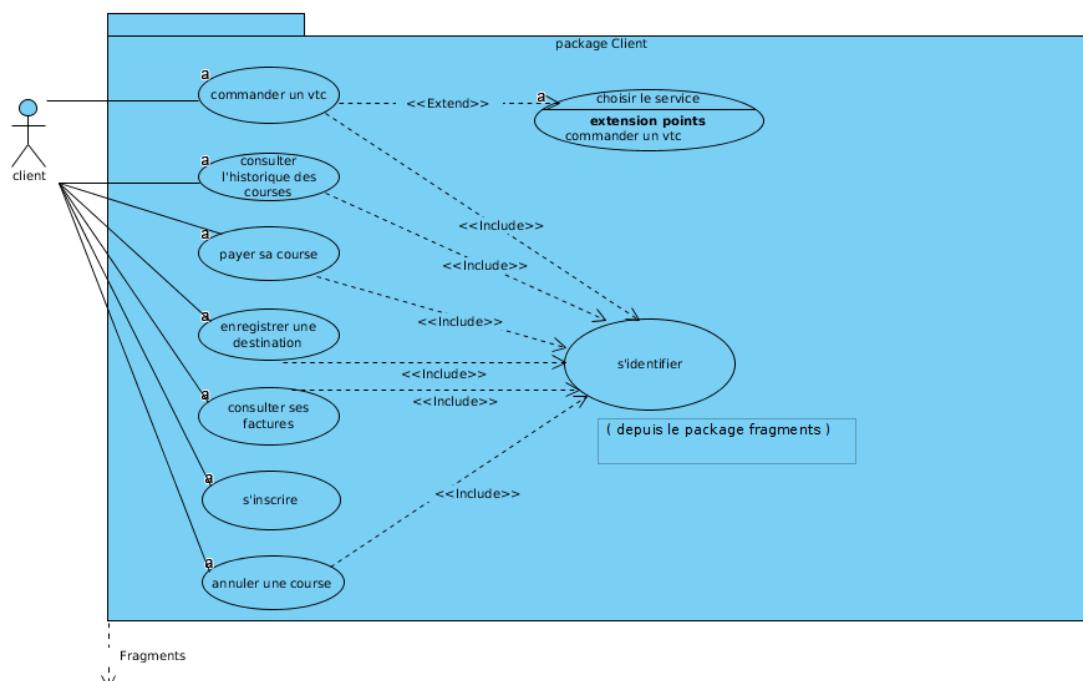 package Client
a
commander un vtc
<<Extend>>
a
choisir le service
extension points
commander un vtc
client
a
consulter
l'historique des
courses
<<Include>>
a
payer sa course
<<Include>>
a
enregistrer une
destination
<<Include>>
s'identifier
<<Include>>
a
consulter ses
factures
<<Include>>
( depuis le package fragments )
a
s'inscrire
<<Include>>
a
annuler une course
Fragments